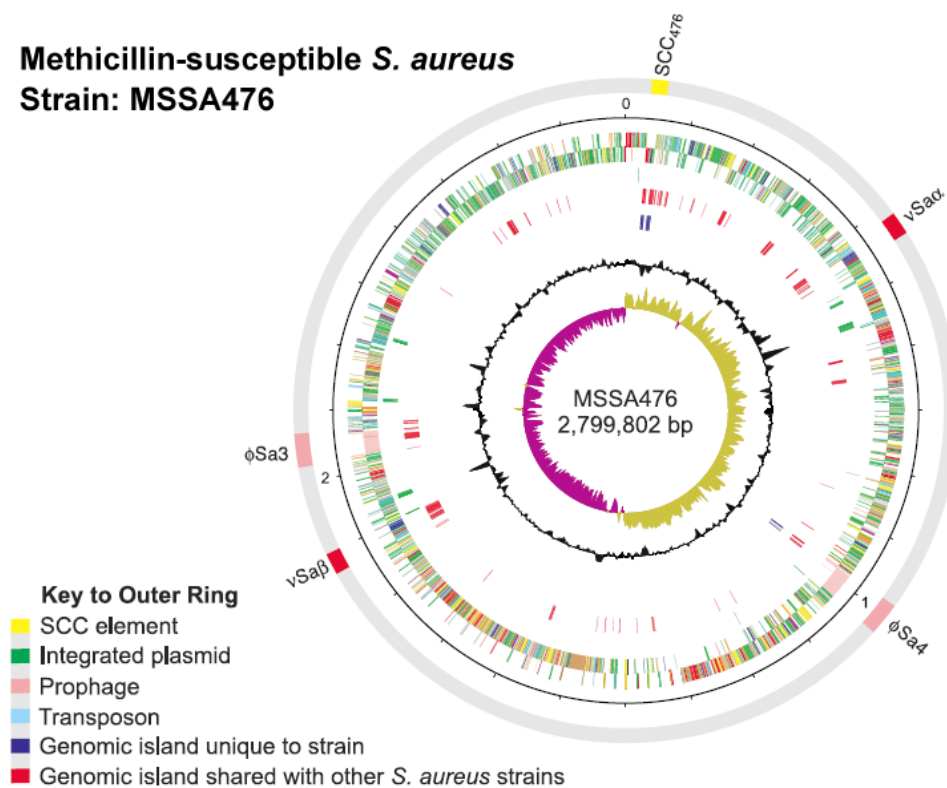 Methicillin-susceptible S. aureus
Strain: MSSA476
SCC476
0
νSaα
MSSA476
2,799,802 bp
ϕSa3
2
νSaβ
1
ϕSa4
Key to Outer Ring
SCC element
Integrated plasmid
Prophage
Transposon
Genomic island unique to strain
Genomic island shared with other S. aureus strains